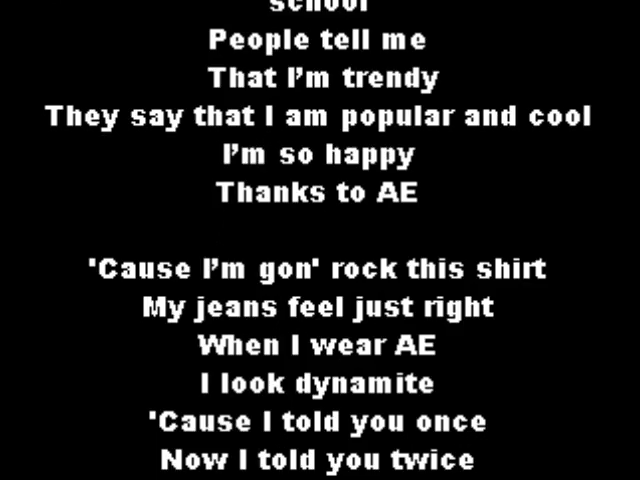 school
People tell me
That I'm trendy
They say that I am popular and cool
I'm so happy
Thanks to AE
'Cause I'm gon' rock this shirt
My jeans feel just right
When I wear AE
I look dynamite
'Cause I told you once
Now I told you twice